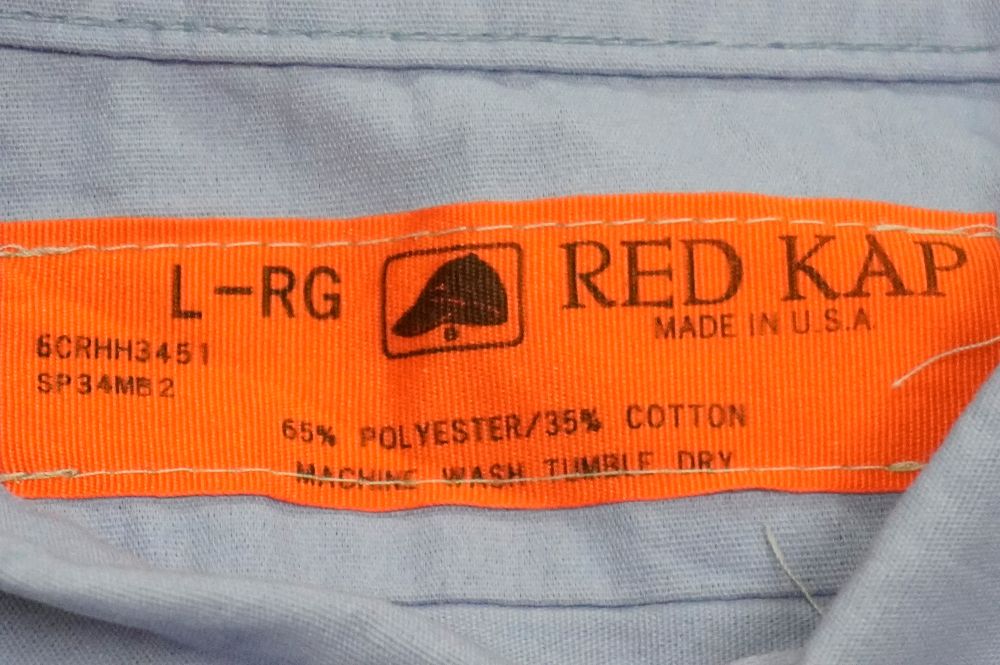 L-RG
RED KAP
MADE IN U.S.A
6CRHH3451
SP34MB2
65% POLYESTER/35% COTTON
MACHINE WASH TUMBLE DRY